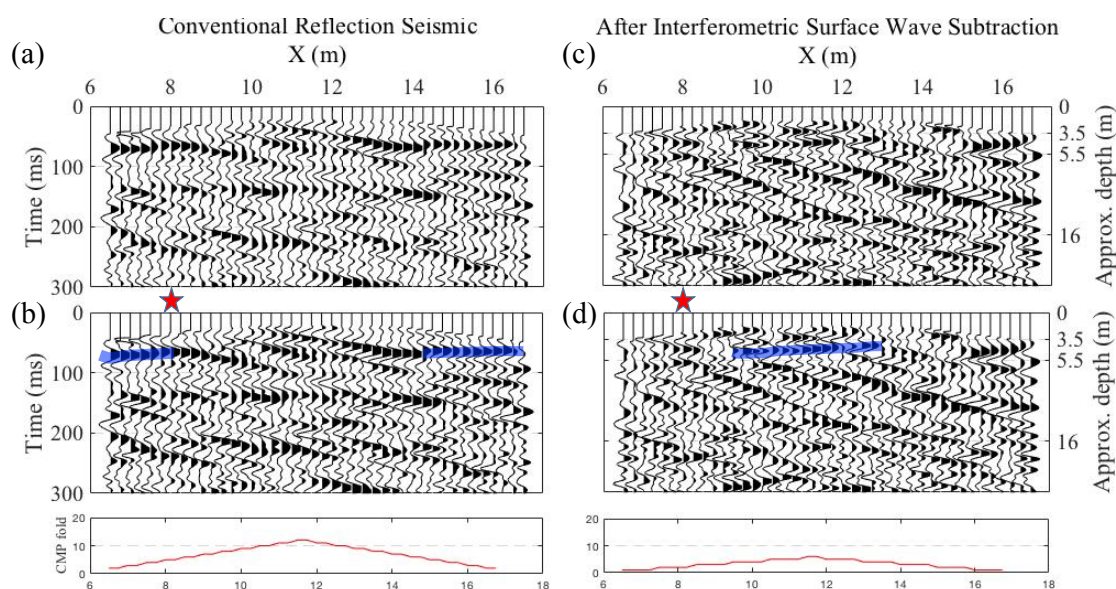 Conventional Reflection Seismic
After Interferometric Surface Wave Subtraction
(a)
X (m)
(c)
X (m)
6 8 10 12 14 16
6 8 10 12 14 16
0
100
200
300
Time (ms)
0
3.5
5.5
16
Approx. depth (m)
(b)
(d)
0
100
200
300
Time (ms)
0
3.5
5.5
16
Approx. depth (m)
20
10
0
CMP fold
6 8 10 12 14 16 18
20
10
0
6 8 10 12 14 16 18